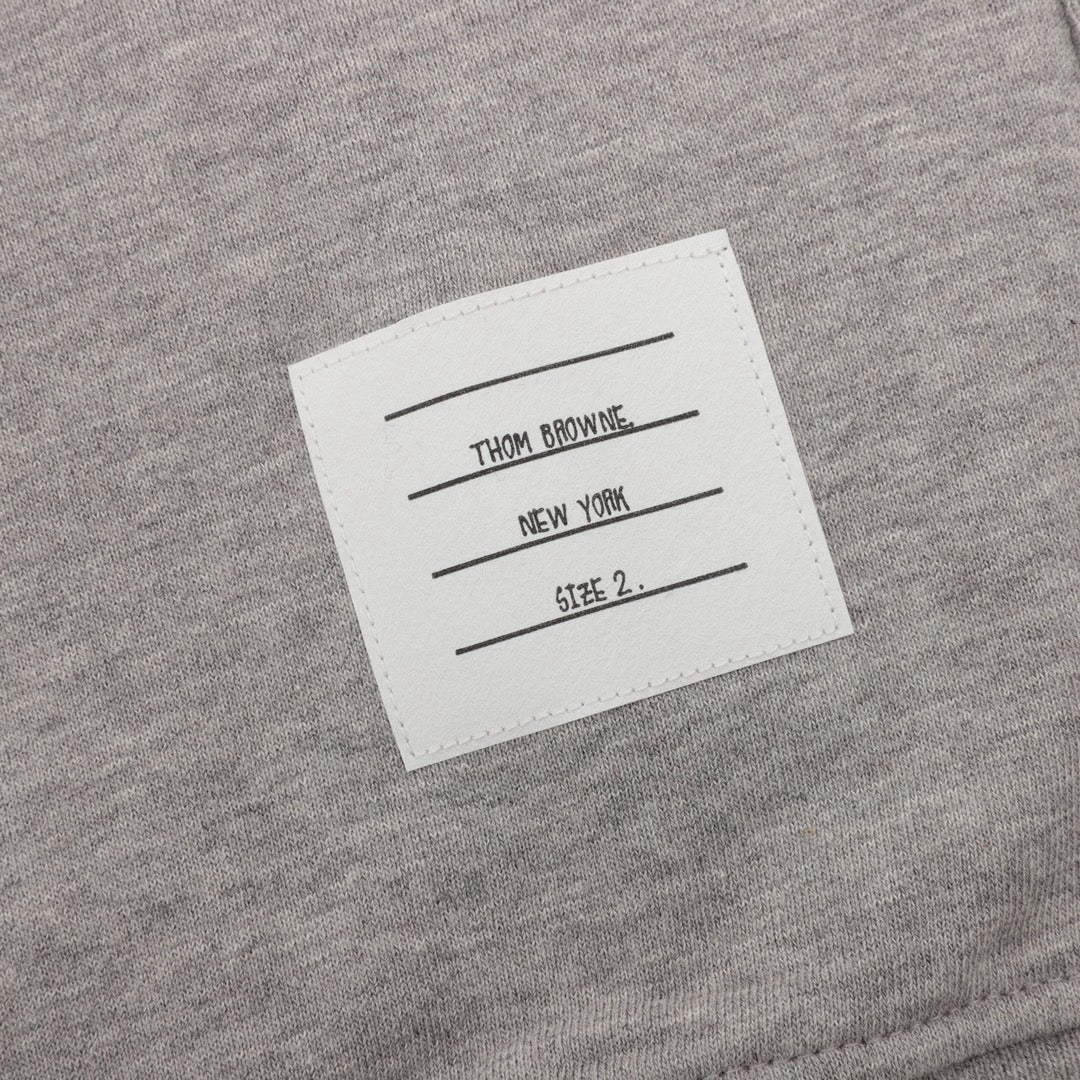 THOM BROWNE.
NEW YORK
SIZE 2.